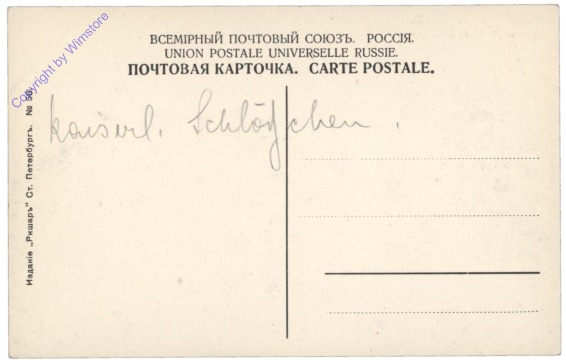 ВСЕМІРНЫЙ ПОЧТОВЫЙ СОЮЗЪ. РОССІЯ.
UNION POSTALE UNIVERSELLE RUSSIE.
ПОЧТОВАЯ КАРТОЧКА. CARTE POSTALE.
Copyright by Wimstore
kaiserl. Schlößchen.
Изданіе „Ришаръ" Ст. Петербургъ. №